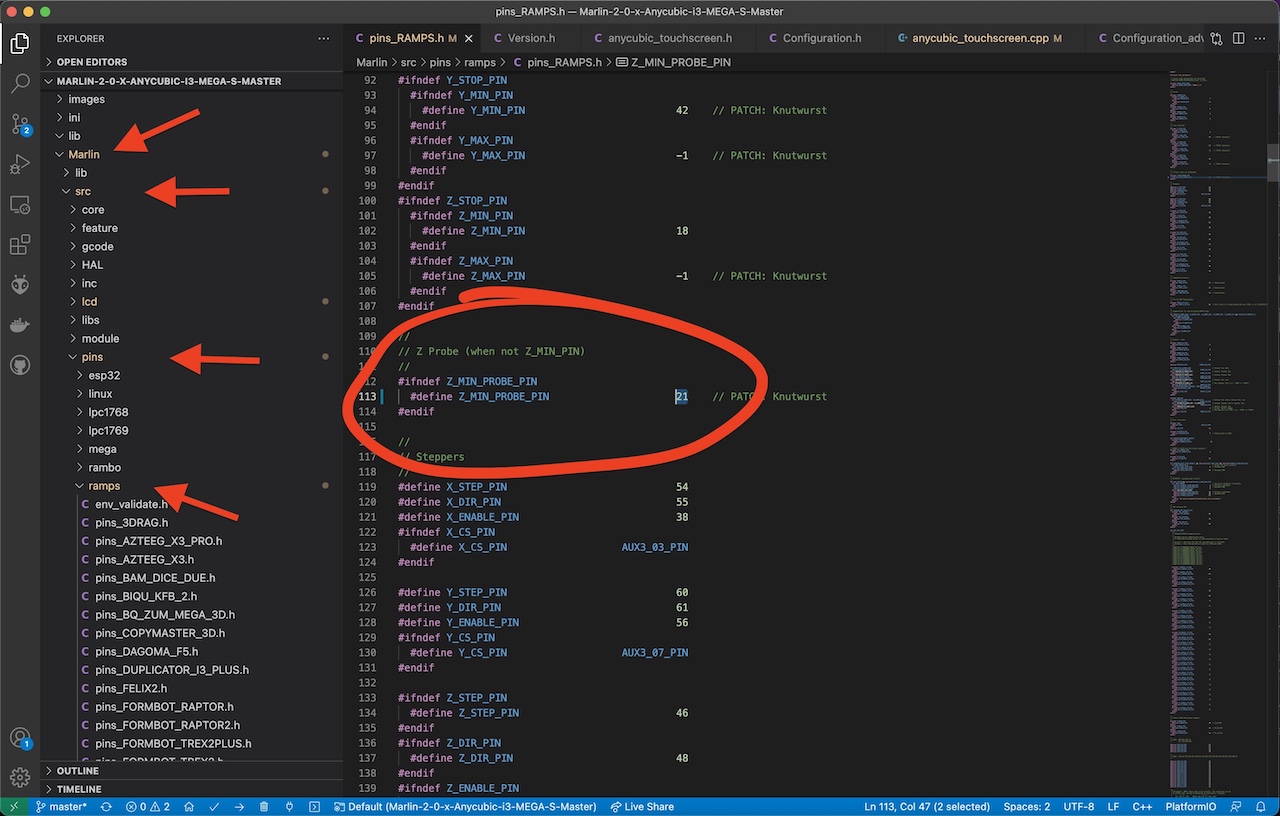 pins_RAMPS.h — Marlin-2-0-x-Anycubic-i3-MEGA-S-Master
EXPLORER
pins_RAMPS.h M
Version.h
anycubic_touchscreen.h
Configuration.h
anycubic_touchscreen.cpp M
Configuration_adv
OPEN EDITORS
Marlin > src > pins > ramps > pins_RAMPS.h > Z_MIN_PROBE_PIN
MARLIN-2-0-X-ANYCUBIC-I3-MEGA-S-MASTER
images
ini
lib
Marlin
lib
src
core
feature
gcode
HAL
inc
lcd
libs
module
pins
esp32
linux
lpc1768
lpc1769
mega
rambo
ramps
env_validate.h
pins_3DRAG.h
pins_AZTEEG_X3_PRO.h
pins_AZTEEG_X3.h
pins_BAM_DICE_DUE.h
pins_BIQU_KFB_2.h
pins_BQ_ZUM_MEGA_3D.h
pins_COPYMASTER_3D.h
pins_DAGOMA_F5.h
pins_DUPLICATOR_I3_PLUS.h
pins_FELIX2.h
pins_FORMBOT_RAPTOR.h
pins_FORMBOT_RAPTOR2.h
pins_FORMBOT_TREX2PLUS.h
pins_FORMBOT_TREX3.h
OUTLINE
TIMELINE
92 #ifndef Y_STOP_PIN
93 #ifndef Y_MIN_PIN
94 #define Y_MIN_PIN 42 // PATCH: Knutwurst
95 #endif
96 #ifndef Y_MAX_PIN
97 #define Y_MAX_PIN -1 // PATCH: Knutwurst
98 #endif
99 #endif
100 #ifndef Z_STOP_PIN
101 #ifndef Z_MIN_PIN
102 #define Z_MIN_PIN 18
103 #endif
104 #ifndef Z_MAX_PIN
105 #define Z_MAX_PIN -1 // PATCH: Knutwurst
106 #endif
107 #endif
108
109 //
110 // Z Probe (when not Z_MIN_PIN)
//
112 #ifndef Z_MIN_PROBE_PIN
113 #define Z_MIN_PROBE_PIN 21 // PATCH: Knutwurst
114 #endif
115
//
117 // Steppers
118 //
119 #define X_STEP_PIN 54
120 #define X_DIR_PIN 55
121 #define X_ENABLE_PIN 38
122 #ifndef X_CS_PIN
123 #define X_CS_PIN AUX3_03_PIN
124 #endif
125
126 #define Y_STEP_PIN 60
127 #define Y_DIR_PIN 61
128 #define Y_ENABLE_PIN 56
129 #ifndef Y_CS_PIN
130 #define Y_CS_PIN AUX3_07_PIN
131 #endif
132
133 #ifndef Z_STEP_PIN
134 #define Z_STEP_PIN 46
135 #endif
136 #ifndef Z_DIR_PIN
137 #define Z_DIR_PIN 48
138 #endif
139 #ifndef Z_ENABLE_PIN
2
1
master* 0 2 Default (Marlin-2-0-x-Anycubic-i3-MEGA-S-Master) Live Share Ln 113, Col 47 (2 selected) Spaces: 2 UTF-8 LF C++ PlatformIO